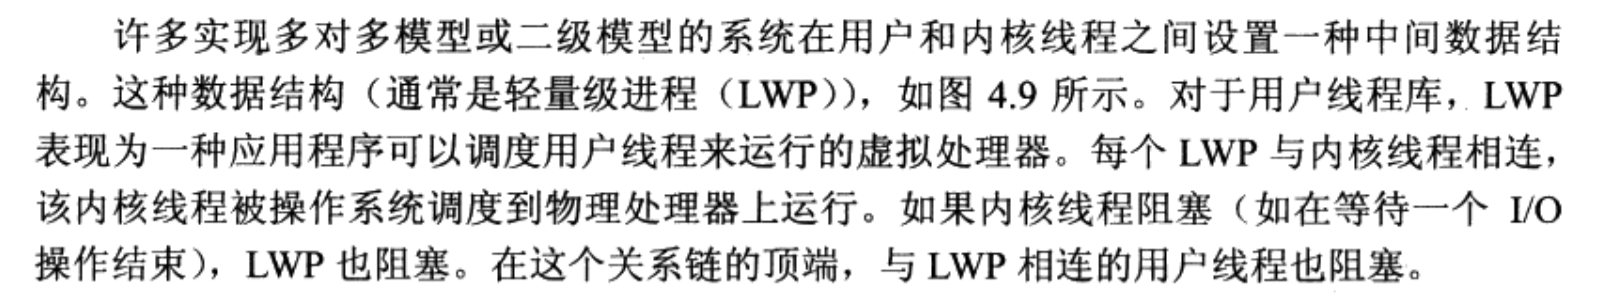 许多实现多对多模型或二级模型的系统在用户和内核线程之间设置一种中间数据结
构。这种数据结构（通常是轻量级进程（LWP）），如图 4.9 所示。对于用户线程库，LWP
表现为一种应用程序可以调度用户线程来运行的虚拟处理器。每个 LWP 与内核线程相连，
该内核线程被操作系统调度到物理处理器上运行。如果内核线程阻塞（如在等待一个 I/O
操作结束），LWP 也阻塞。在这个关系链的顶端，与 LWP 相连的用户线程也阻塞。